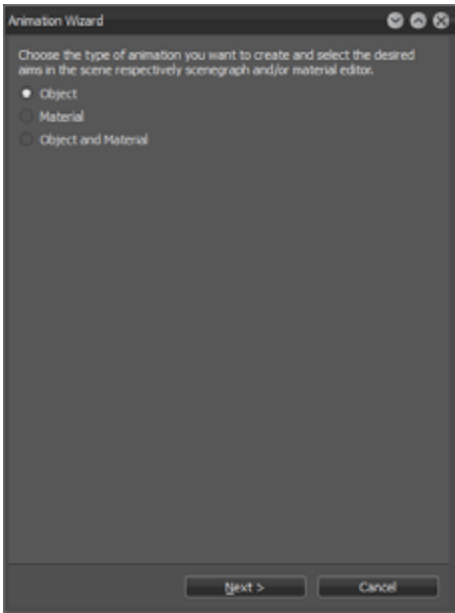 Animation Wizard
Choose the type of animation you want to create and select the desired
aims in the scene respectively scenegraph and/or material editor.
Object
Material
Object and Material
Next >
Cancel